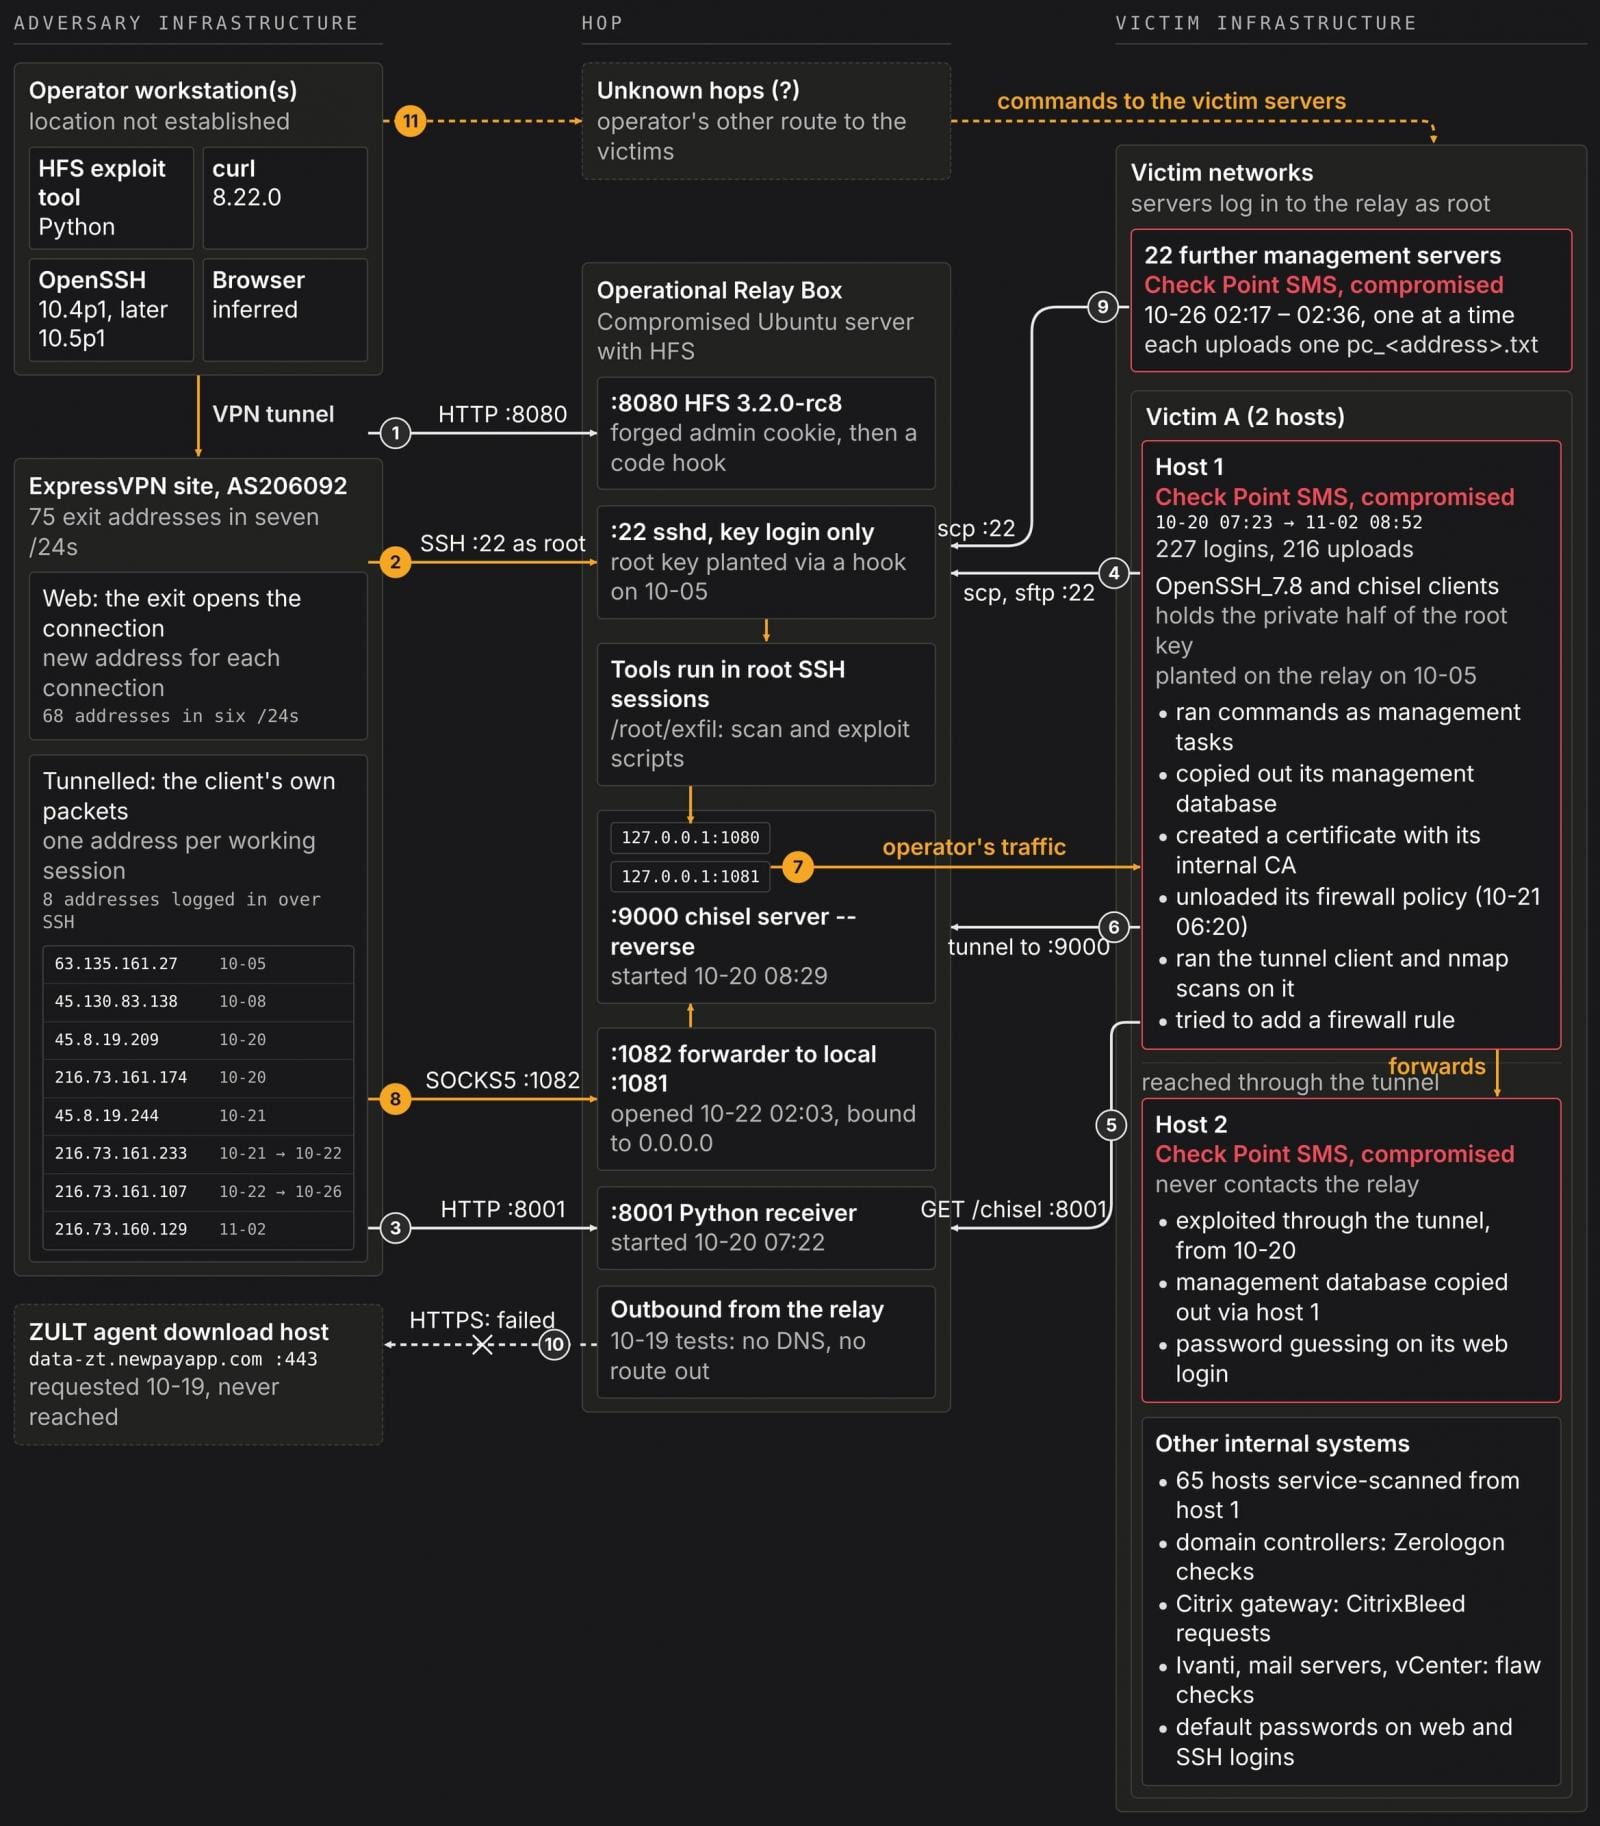 ADVERSARY INFRASTRUCTURE
Operator workstation(s)
location not established
HFS exploit
tool
Python
curl
8.22.0
OpenSSH
10.4p1, later
10.5p1
Browser
inferred
VPN tunnel
ExpressVPN site, AS206092
75 exit addresses in seven
/24s
Web: the exit opens the
connection
new address for each
connection
68 addresses in six /24s
Tunnelled: the client's own
packets
one address per working
session
8 addresses logged in over
SSH
63.135.161.27 10-05
45.130.83.138 10-08
45.8.19.209 10-20
216.73.161.174 10-20
45.8.19.244 10-21
216.73.161.233 10-21 → 10-22
216.73.161.107 10-22 → 10-26
216.73.160.129 11-02
ZULT agent download host
data-zt.newpayapp.com :443
requested 10-19, never
reached
11
1
HTTP :8080
2
SSH :22 as root
8
SOCKS5 :1082
3
HTTP :8001
HTTPS: failed
10
HOP
Unknown hops (?)
operator's other route to the
victims
Operational Relay Box
Compromised Ubuntu server
with HFS
:8080 HFS 3.2.0-rc8
forged admin cookie, then a
code hook
:22 sshd, key login only
root key planted via a hook
on 10-05
Tools run in root SSH
sessions
/root/exfil: scan and exploit
scripts
127.0.0.1:1080
127.0.0.1:1081
:9000 chisel server --
reverse
started 10-20 08:29
:1082 forwarder to local
:1081
opened 10-22 02:03, bound
to 0.0.0.0
:8001 Python receiver
started 10-20 07:22
Outbound from the relay
10-19 tests: no DNS, no
route out
commands to the victim servers
9
scp :22
4
scp, sftp :22
7
operator's traffic
6
tunnel to :9000
5
GET /chisel :8001
VICTIM INFRASTRUCTURE
Victim networks
servers log in to the relay as root
22 further management servers
Check Point SMS, compromised
10-26 02:17 – 02:36, one at a time
each uploads one pc_<address>.txt
Victim A (2 hosts)
Host 1
Check Point SMS, compromised
10-20 07:23 → 11-02 08:52
227 logins, 216 uploads
OpenSSH_7.8 and chisel clients
holds the private half of the root
key
planted on the relay on 10-05
• ran commands as management
tasks
• copied out its management
database
• created a certificate with its
internal CA
• unloaded its firewall policy (10-21
06:20)
• ran the tunnel client and nmap
scans on it
• tried to add a firewall rule
forwards
reached through the tunnel
Host 2
Check Point SMS, compromised
never contacts the relay
• exploited through the tunnel,
from 10-20
• management database copied
out via host 1
• password guessing on its web
login
Other internal systems
• 65 hosts service-scanned from
host 1
• domain controllers: Zerologon
checks
• Citrix gateway: CitrixBleed
requests
• Ivanti, mail servers, vCenter: flaw
checks
• default passwords on web and
SSH logins